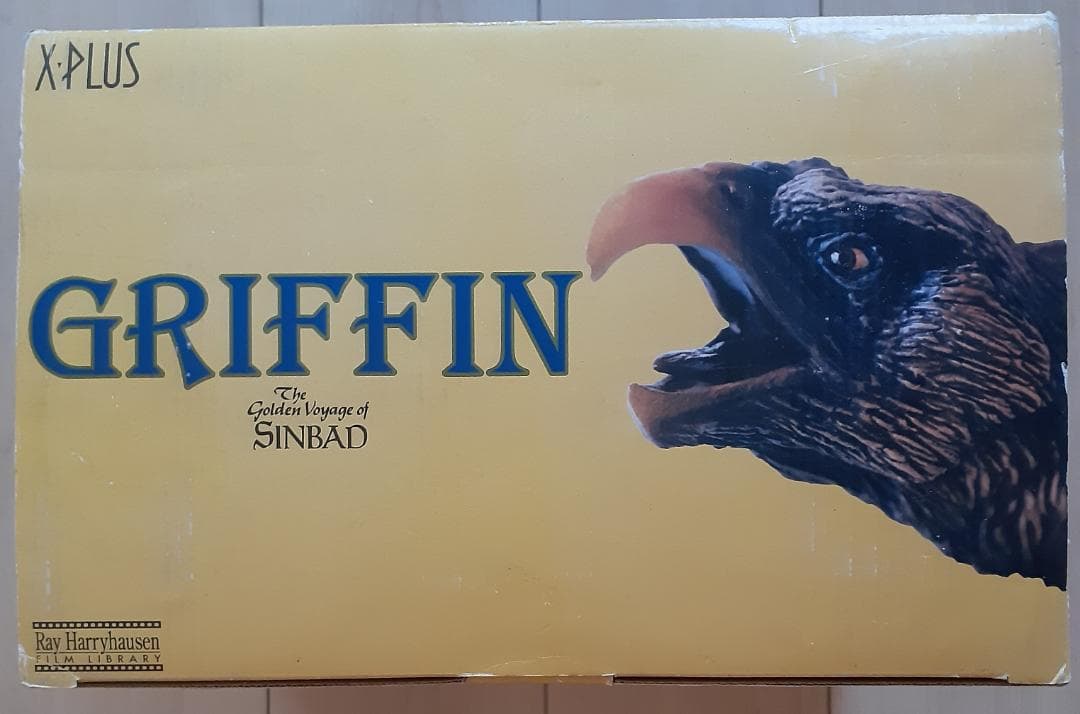 X·PLUS
GRIFFIN
The
Golden Voyage of
SINBAD
Ray Harryhausen
FILM LIBRARY